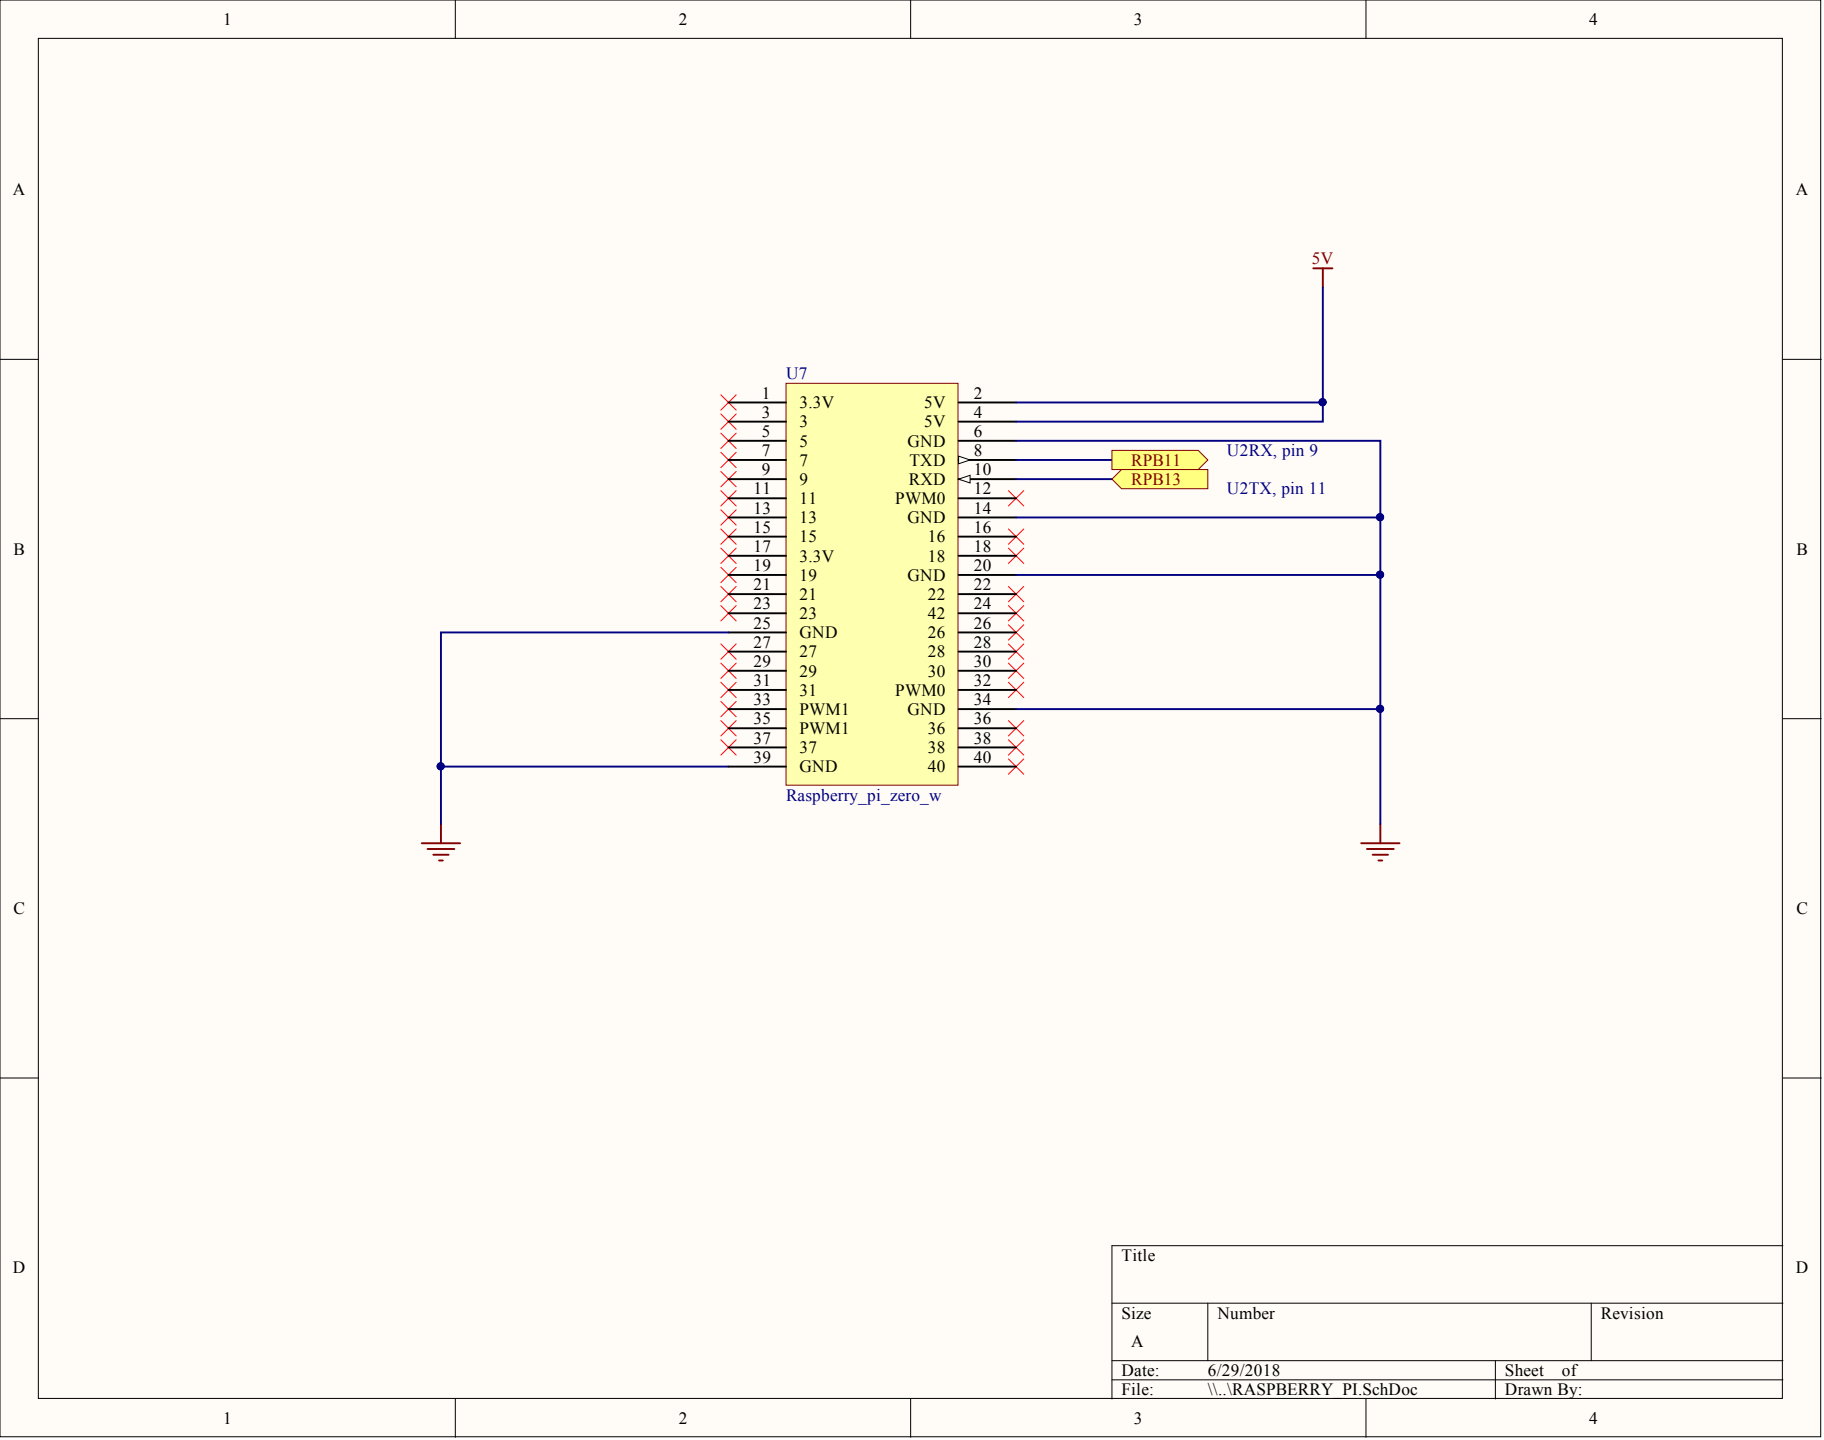 1 2 3 4
A A
5V
U7
1 3.3V 5V 2
3 3 5V 4
5 5 GND 6
7 7 TXD 8 RPB11 U2RX, pin 9
9 9 RXD 10 RPB13 U2TX, pin 11
11 11 PWM0 12
13 13 GND 14
15 15 16 16
B B
17 3.3V 18 18
19 19 GND 20
21 21 22 22
23 23 42 24
25 GND 26 26
27 27 28 28
29 29 30 30
31 31 PWM0 32
33 PWM1 GND 34
35 PWM1 36 36
37 37 38 38
39 GND 40 40
Raspberry_pi_zero_w
C C
D D
Title
Size Number Revision
A
Date: 6/29/2018 Sheet of
File: \\..\RASPBERRY PI.SchDoc Drawn By:
1 2 3 4